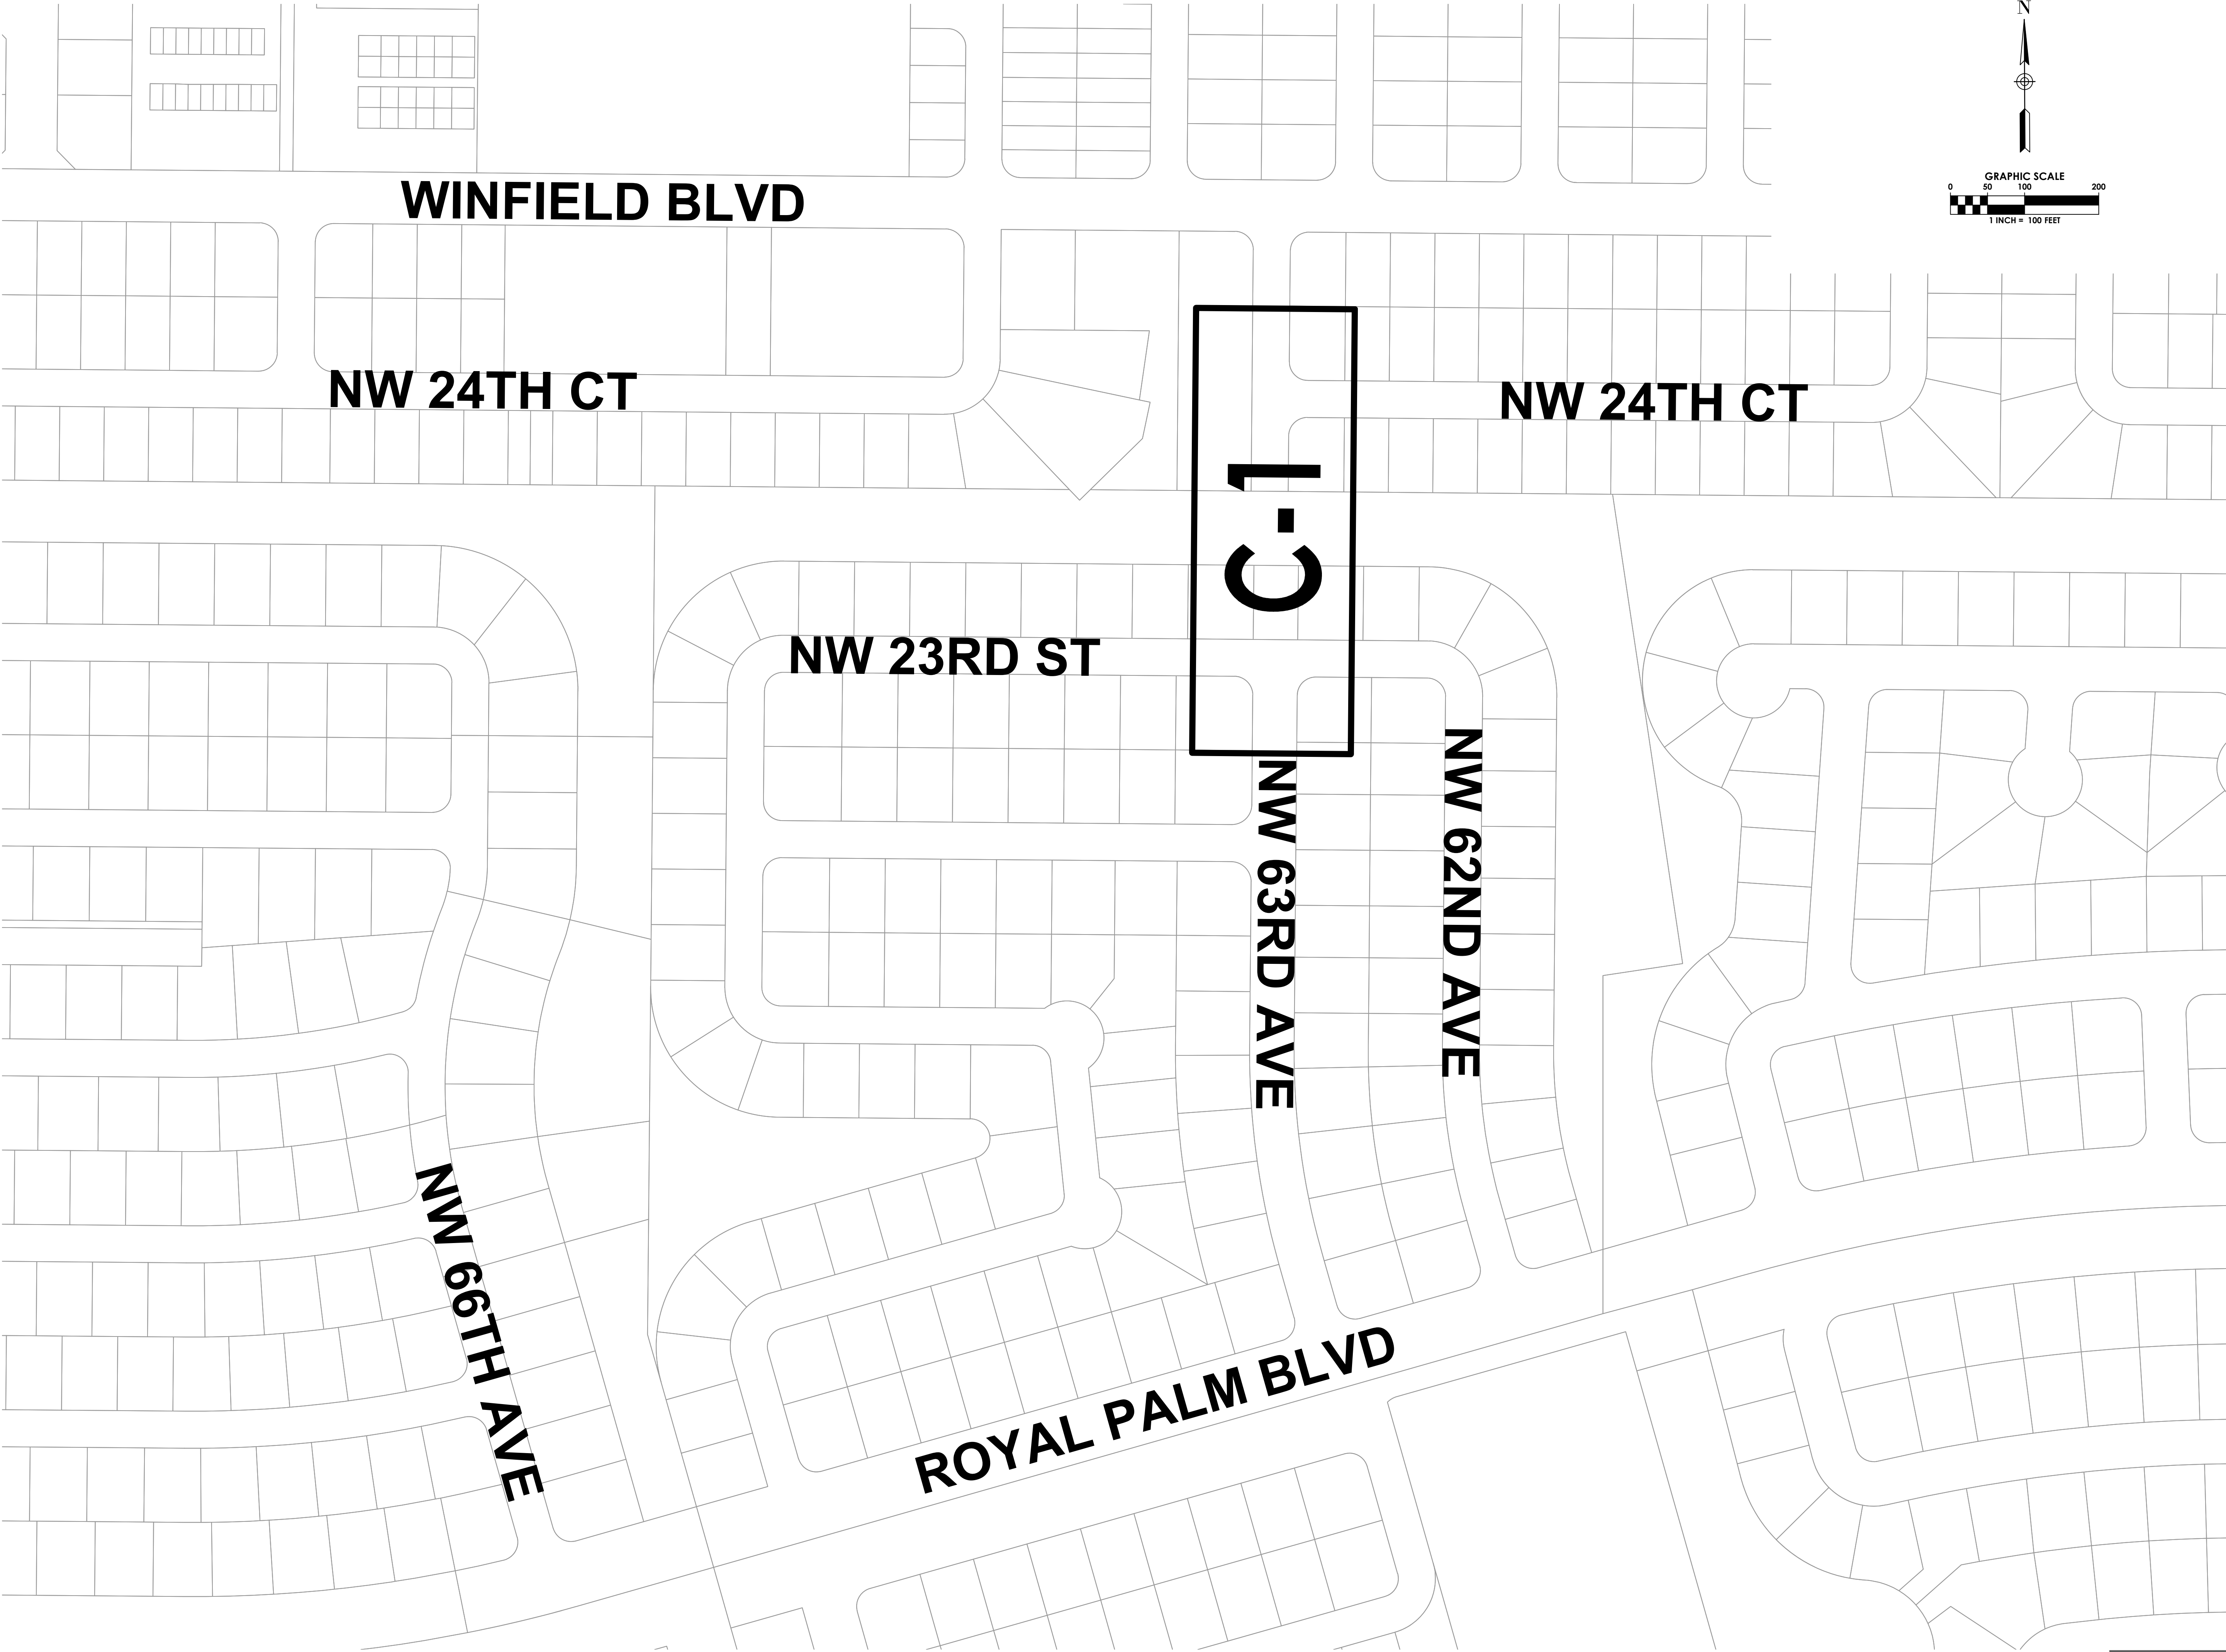 N
GRAPHIC SCALE
0 50 100 200
1 INCH = 100 FEET
WINFIELD BLVD
NW 24TH CT
NW 24TH CT
C-1
NW 23RD ST
NW 63RD AVE
NW 62ND AVE
NW 66TH AVE
ROYAL PALM BLVD